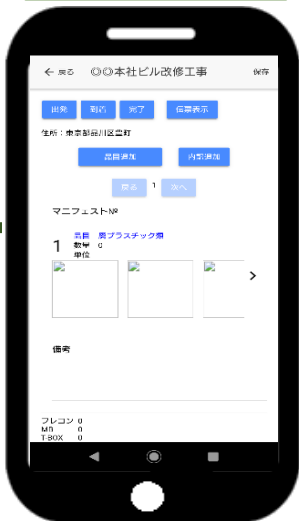 ← 戻る ○○本社ビル改修工事 保存
出発 到着 完了 伝票表示
住所：東京都品川区豊町
品目追加 内訳追加
戻る 1 次へ
マニフェスト№
1 品目 廃プラスチック類
数量 0
単位
備考
フレコン 0
MD 0
T-BOX 0